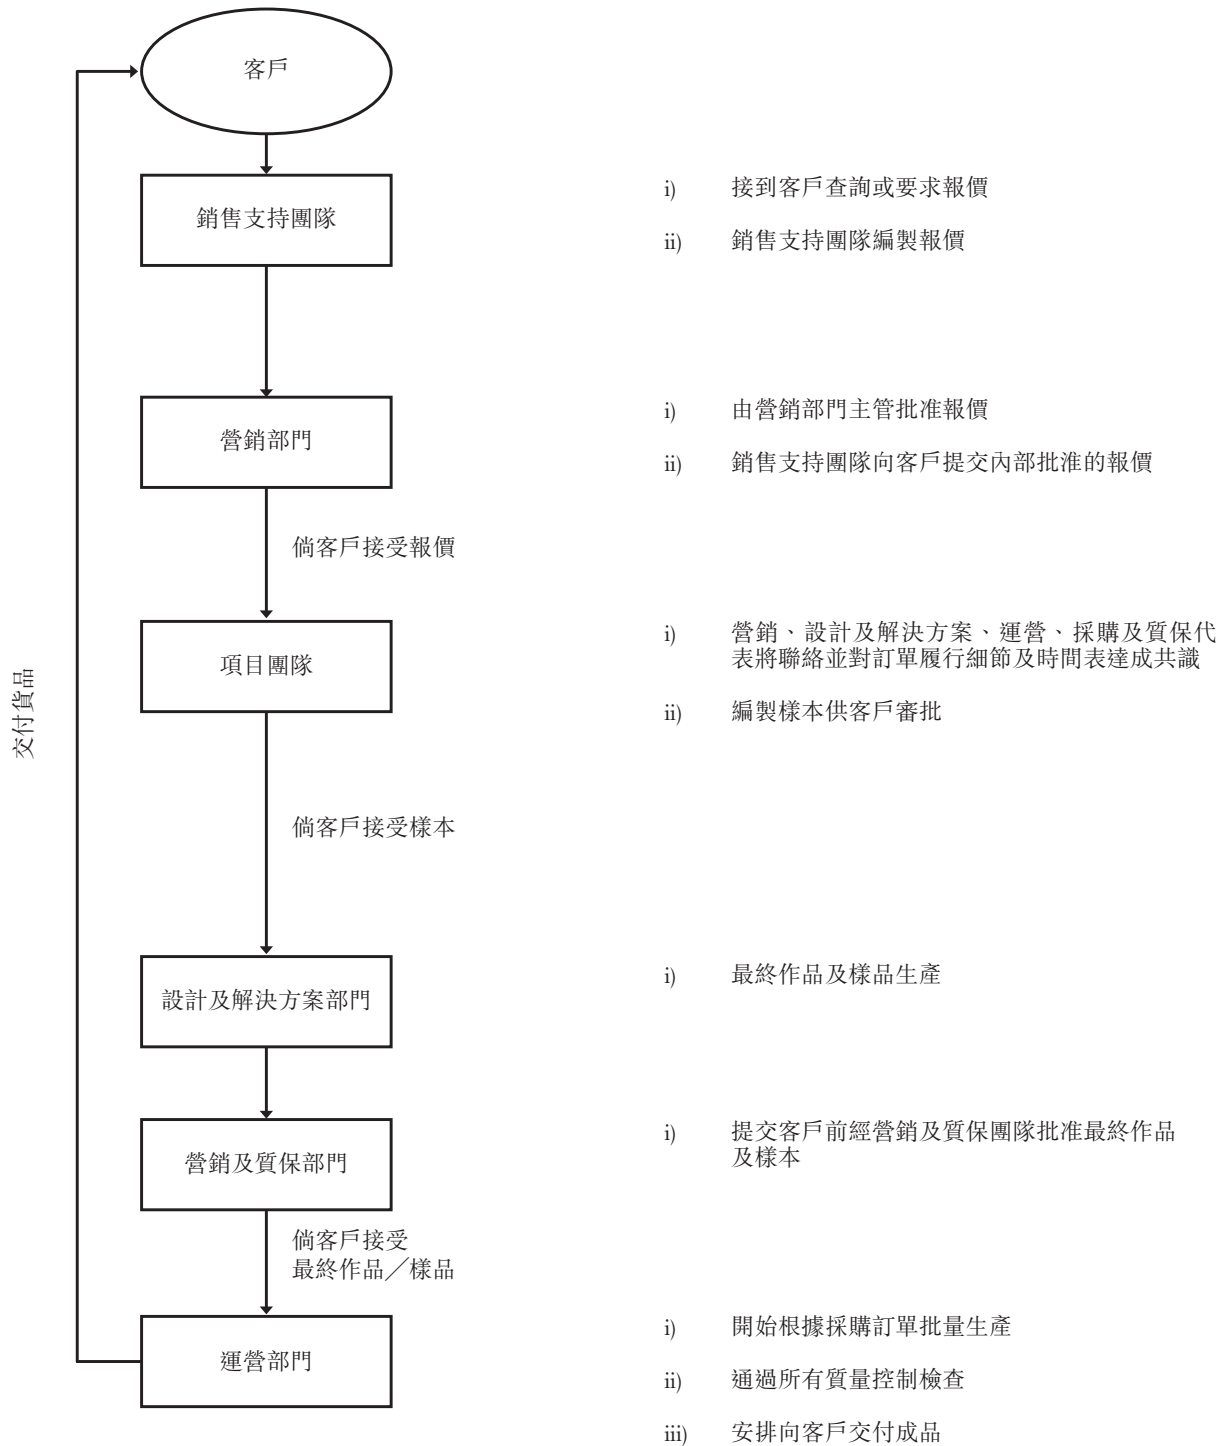 客戶
銷售支持團隊
i) 接到客戶查詢或要求報價
ii) 銷售支持團隊編製報價
營銷部門
i) 由營銷部門主管批准報價
ii) 銷售支持團隊向客戶提交內部批准的報價
倘客戶接受報價
項目團隊
i) 營銷、設計及解決方案、運營、採購及質保代
表將聯絡並對訂單履行細節及時間表達成共識
ii) 編製樣本供客戶審批
交付貨品
倘客戶接受樣本
設計及解決方案部門
i) 最終作品及樣品生產
營銷及質保部門
i) 提交客戶前經營銷及質保團隊批准最終作品
及樣本
倘客戶接受
最終作品／樣品
運營部門
i) 開始根據採購訂單批量生產
ii) 通過所有質量控制檢查
iii) 安排向客戶交付成品